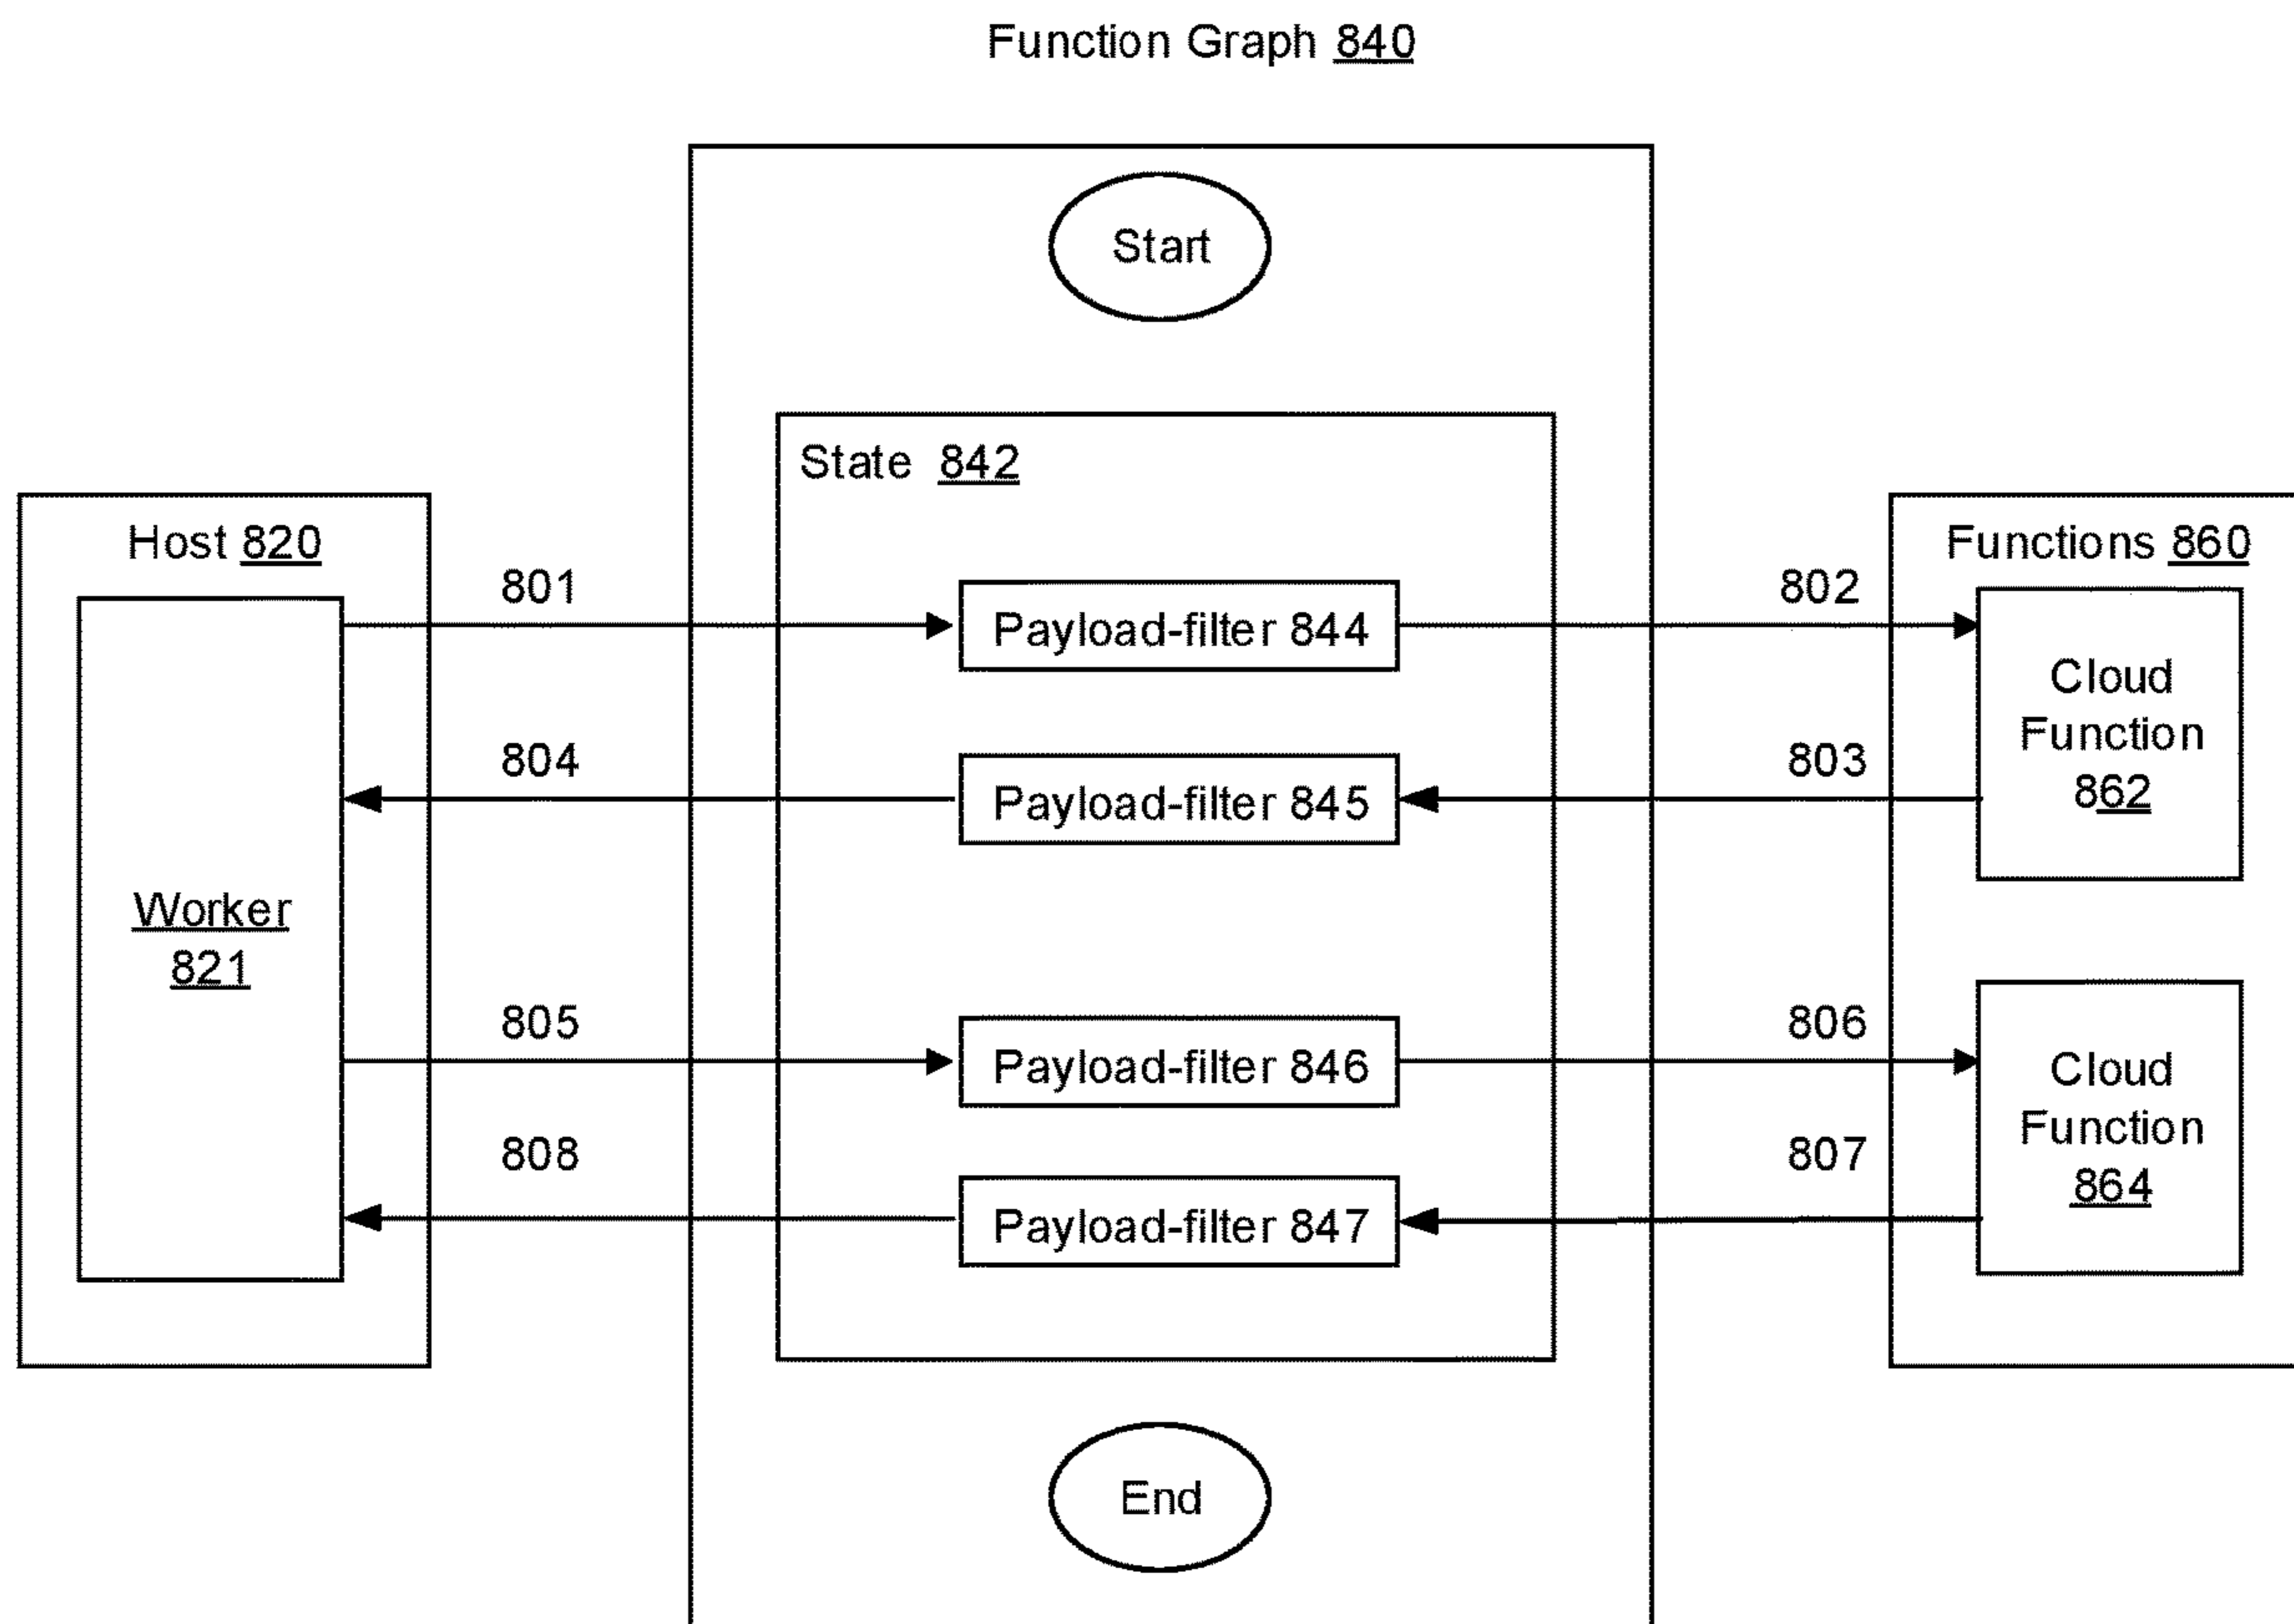 Function Graph 840
Start
State 842
Host 820
Functions 860
801
802
Payload-filter 844
Cloud
Function
862
804
803
Payload-filter 845
Worker
821
805
806
Payload-filter 846
Cloud
Function
864
808
807
Payload-filter 847
End